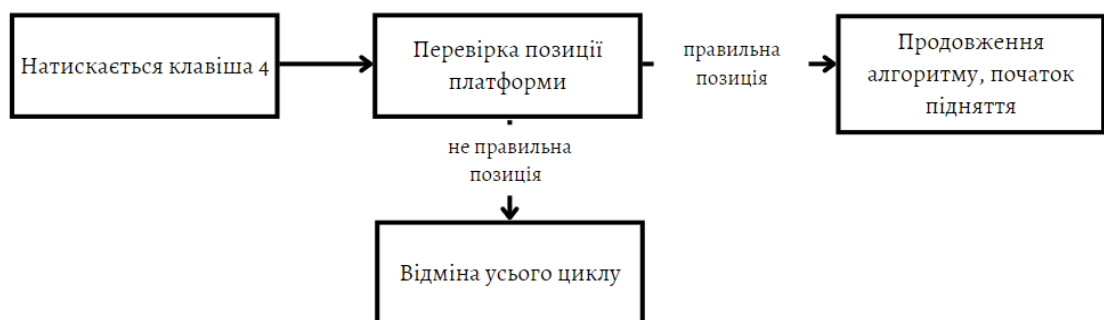 Натискається клавіша 4
Перевірка позиції
платформи
правильна
позиція
Продовження
алгоритму, початок
підняття
не правильна
позиція
Відміна усього циклу